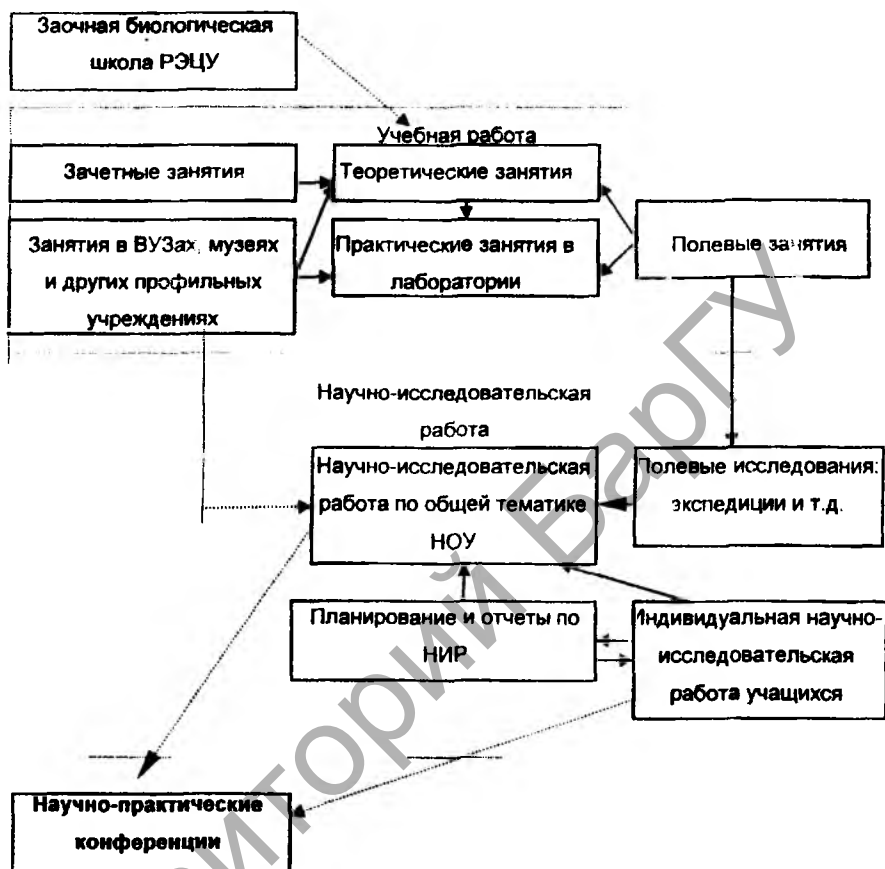 Заочная биологическая
школа РЭЦУ
Учебная работа
Зачетные занятия
Теоретические занятия
Занятия в ВУЗах, музеях
и других профильных
учреждениях
Практические занятия в
лаборатории
Полевые занятия
Научно-исследовательская
работа
Научно-исследовательская
работа по общей тематике
НОУ
Полевые исследования:
экспедиции и т.д.
Планирование и отчеты по
НИР
Индивидуальная научно-
исследовательская
работа учащихся
Научно-практические
конференции
БарГУ